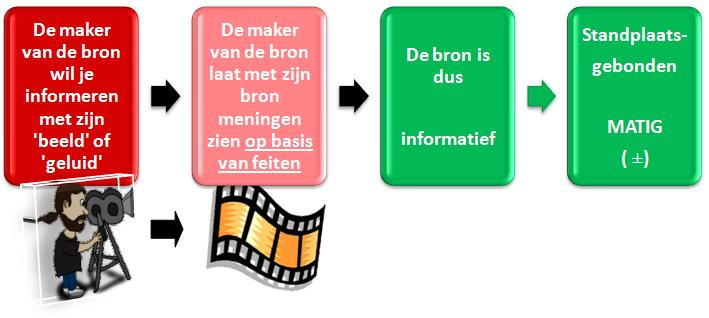 De maker
van de bron
wil je
informeren
met zijn
'beeld' of
'geluid'
De maker
van de bron
laat met zijn
bron
meningen
zien op basis
van feiten
De bron is
dus
informatief
Standplaats-
gebonden
MATIG
( ±)